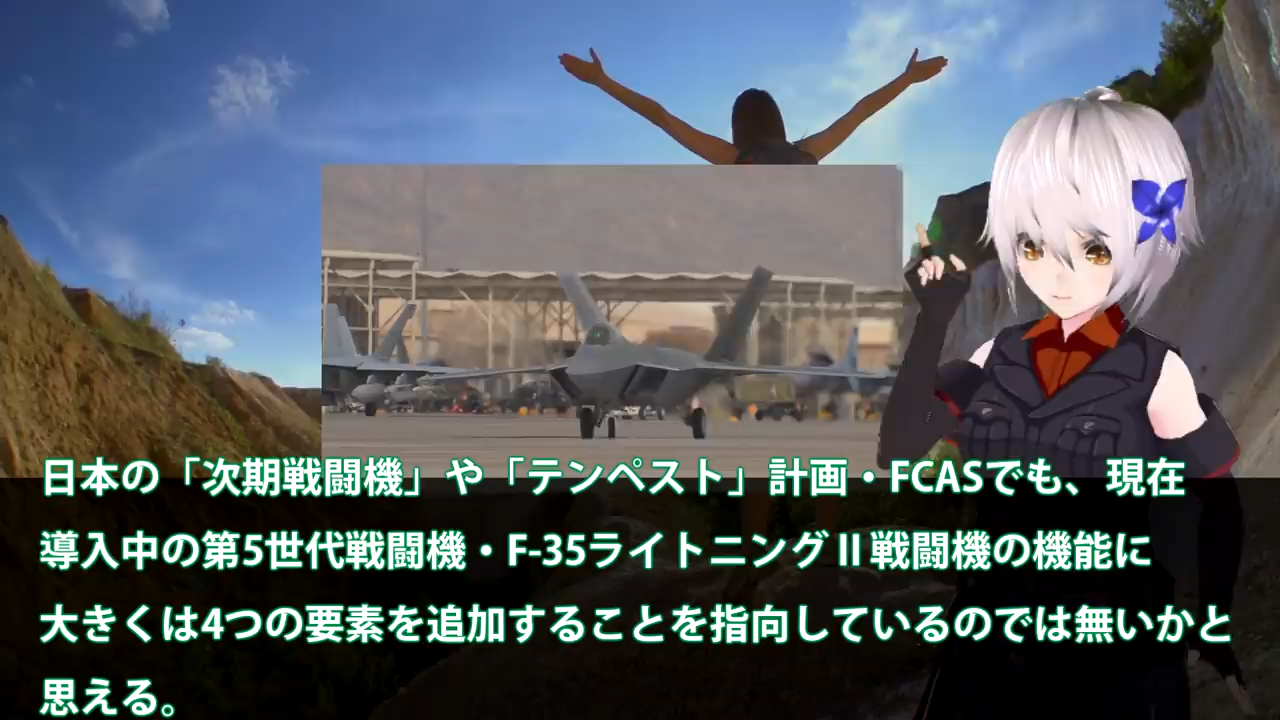 日本の「次期戦闘機」や「テンペスト」計画・FCASでも、現在
導入中の第5世代戦闘機・F-35ライトニングⅡ戦闘機の機能に
大きくは4つの要素を追加することを指向しているのでは無いかと
思える。